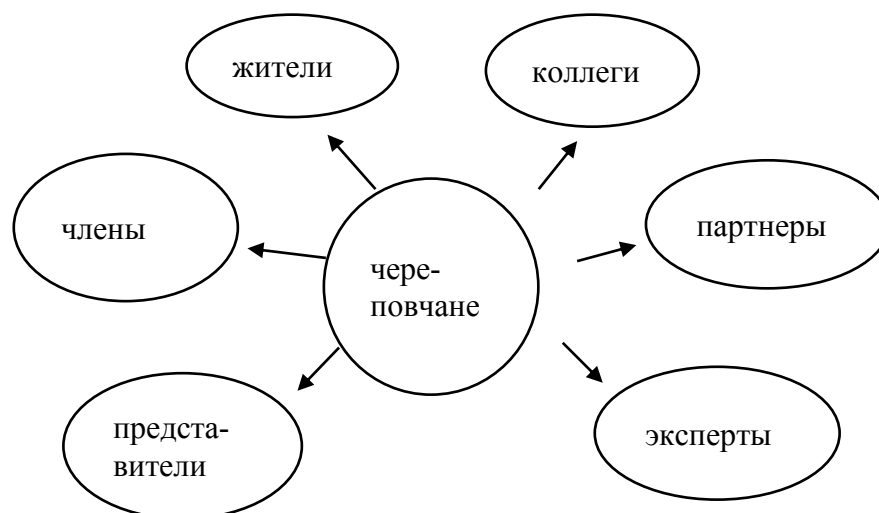 жители
коллеги
члены
партнеры
чере-
повчане
предста-
вители
эксперты